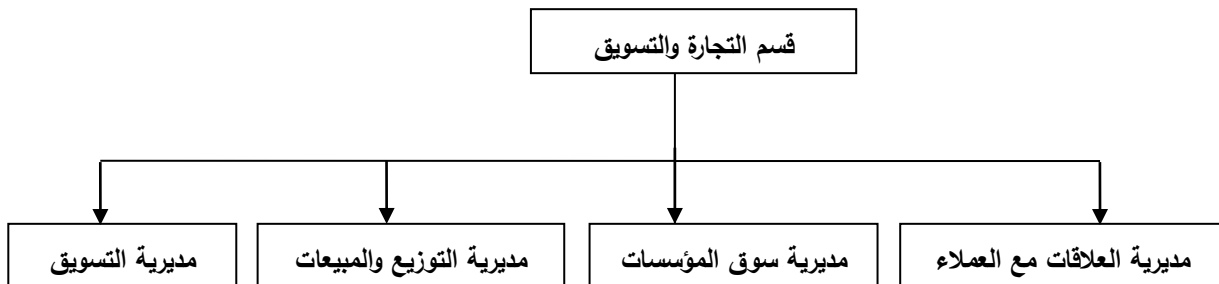 قسم التجارة والتسويق
مديرية العلاقات مع العملاء
مديرية سوق المؤسسات
مديرية التوزيع والمبيعات
مديرية التسويق